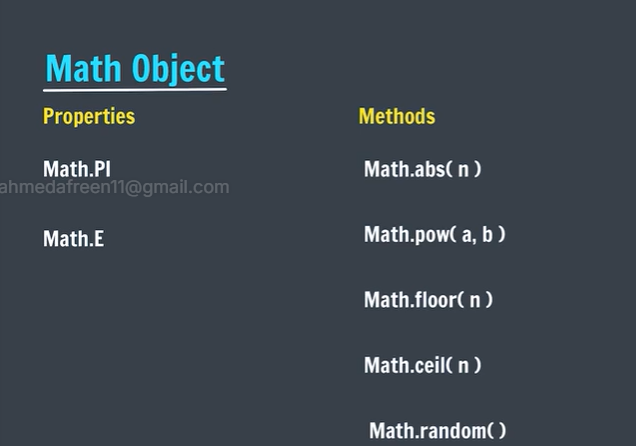 Math Object
Properties
Methods
Math.PI
Math.abs( n )
ahmedafreen11@gmail.com
Math.E
Math.pow( a, b )
Math.floor( n )
Math.ceil( n )
Math.random( )